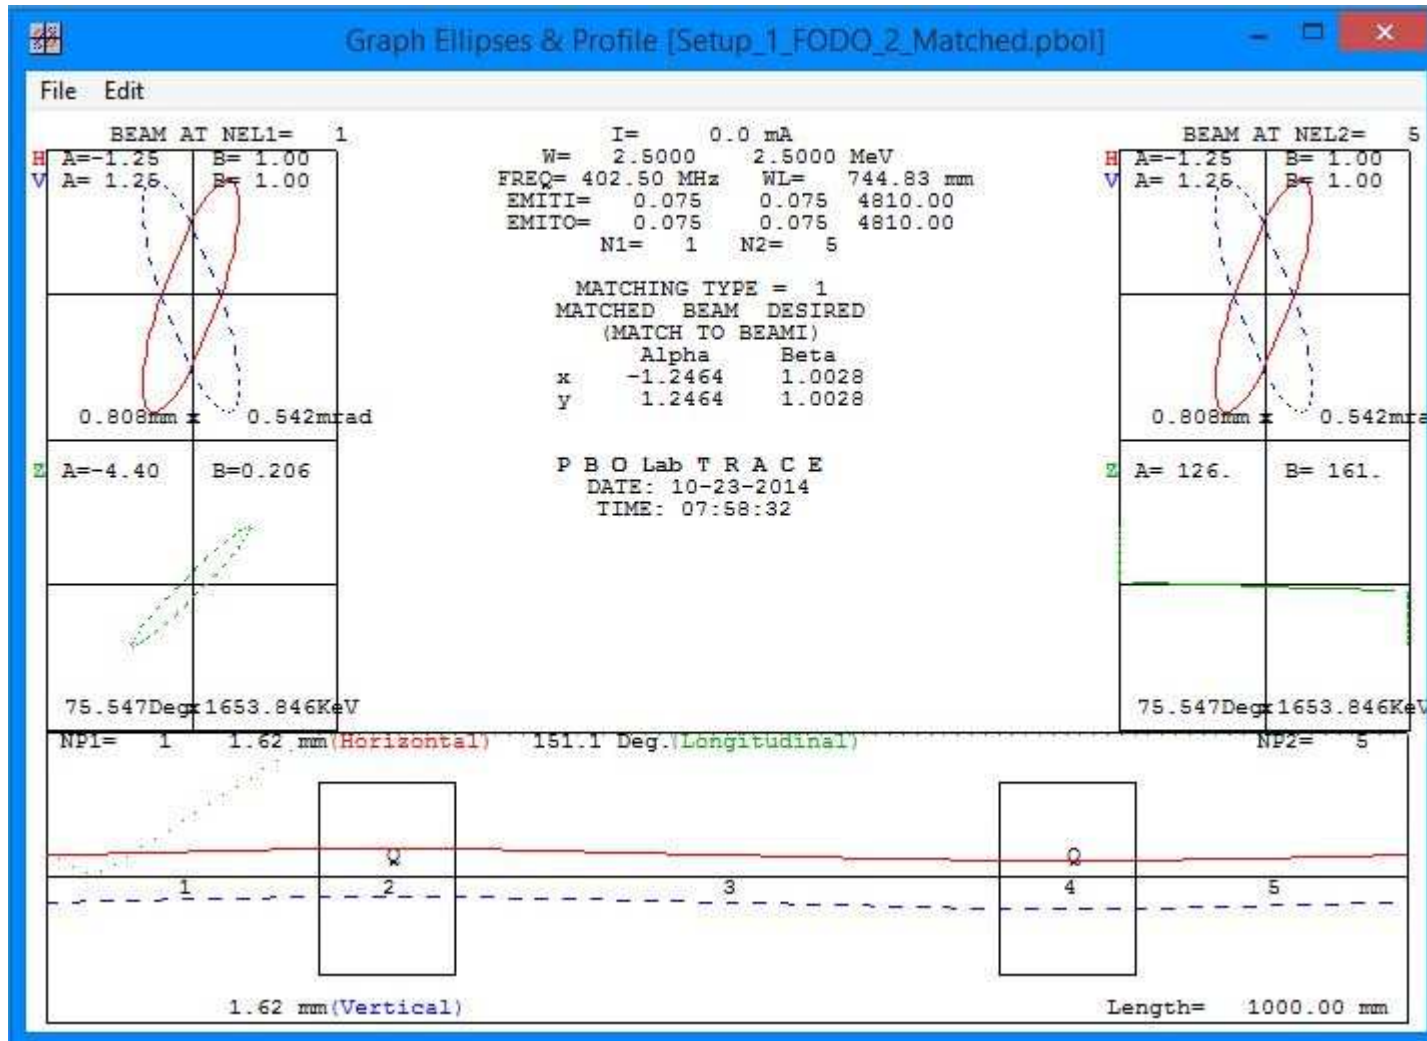 Graph Ellipses & Profile [Setup_1_FODO_2_Matched.pbol]
File Edit
BEAM AT NEL1= 1
H A=-1.25 B= 1.00
V A= 1.25 B= 1.00
0.808mm x 0.542mrad
Z A=-4.40 B=0.206
75.547Deg x 1653.846KeV
I= 0.0 mA
W= 2.5000 2.5000 MeV
FREQ= 402.50 MHz WL= 744.83 mm
EMITI= 0.075 0.075 4810.00
EMITO= 0.075 0.075 4810.00
N1= 1 N2= 5
MATCHING TYPE = 1
MATCHED BEAM DESIRED
(MATCH TO BEAMI)
Alpha Beta
x -1.2464 1.0028
y 1.2464 1.0028
P B O Lab T R A C E
DATE: 10-23-2014
TIME: 07:58:32
BEAM AT NEL2= 5
H A=-1.25 B= 1.00
V A= 1.25 B= 1.00
0.808mm x 0.542mra
Z A= 126. B= 161.
75.547Deg x 1653.846KeV
NP1= 1 1.62 mm(Horizontal) 151.1 Deg.(Longitudinal) NP2= 5
Q Q
1 2 3 4 5
1.62 mm(Vertical) Length= 1000.00 mm